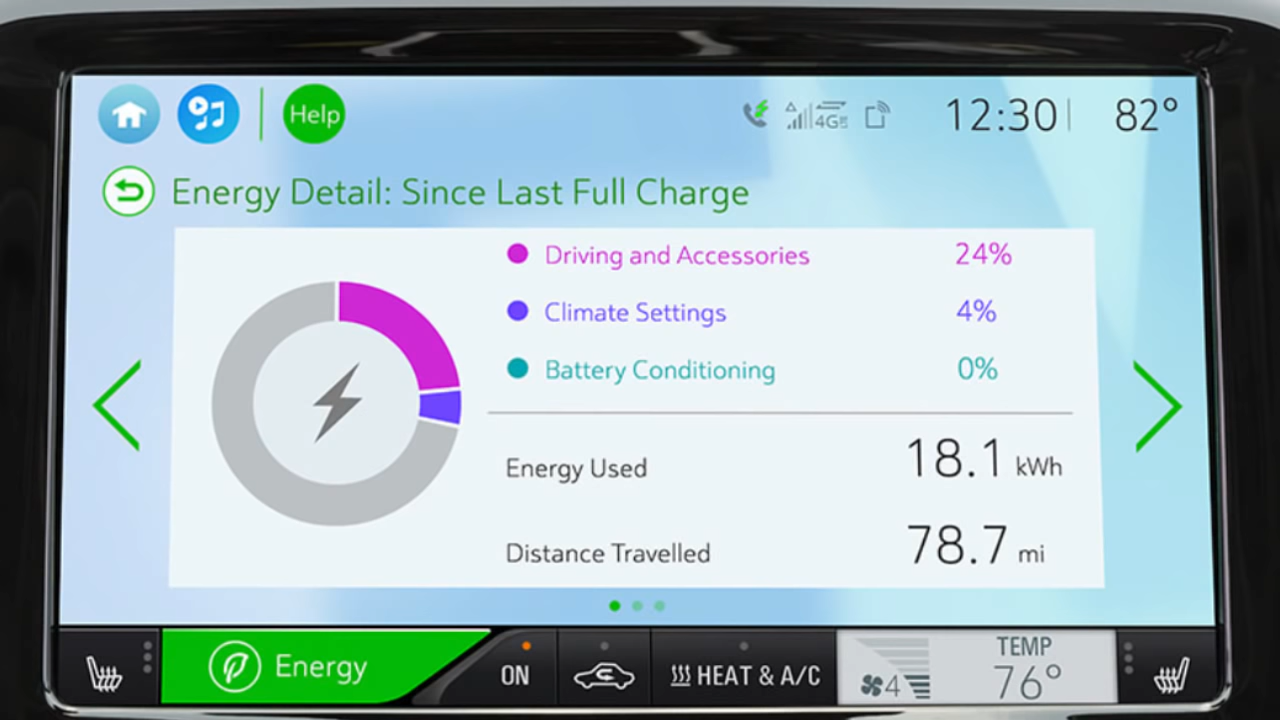 Help
4G
12:30
82°
Energy Detail: Since Last Full Charge
Driving and Accessories 24%
Climate Settings 4%
Battery Conditioning 0%
Energy Used 18.1 kWh
Distance Travelled 78.7 mi
Energy
ON
HEAT & A/C
4
TEMP
76°